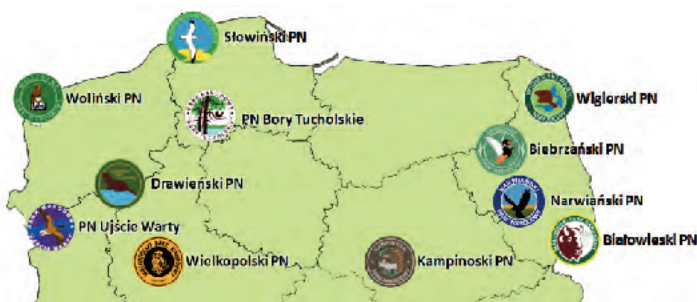 Słowiński PN
Woliński PN
Wigierski PN
PN Bory Tucholskie
Biebrzański PN
Drawieński PN
Narwiański PN
PN Ujście Warty
Białowieski PN
Wielkopolski PN
Kampinoski PN